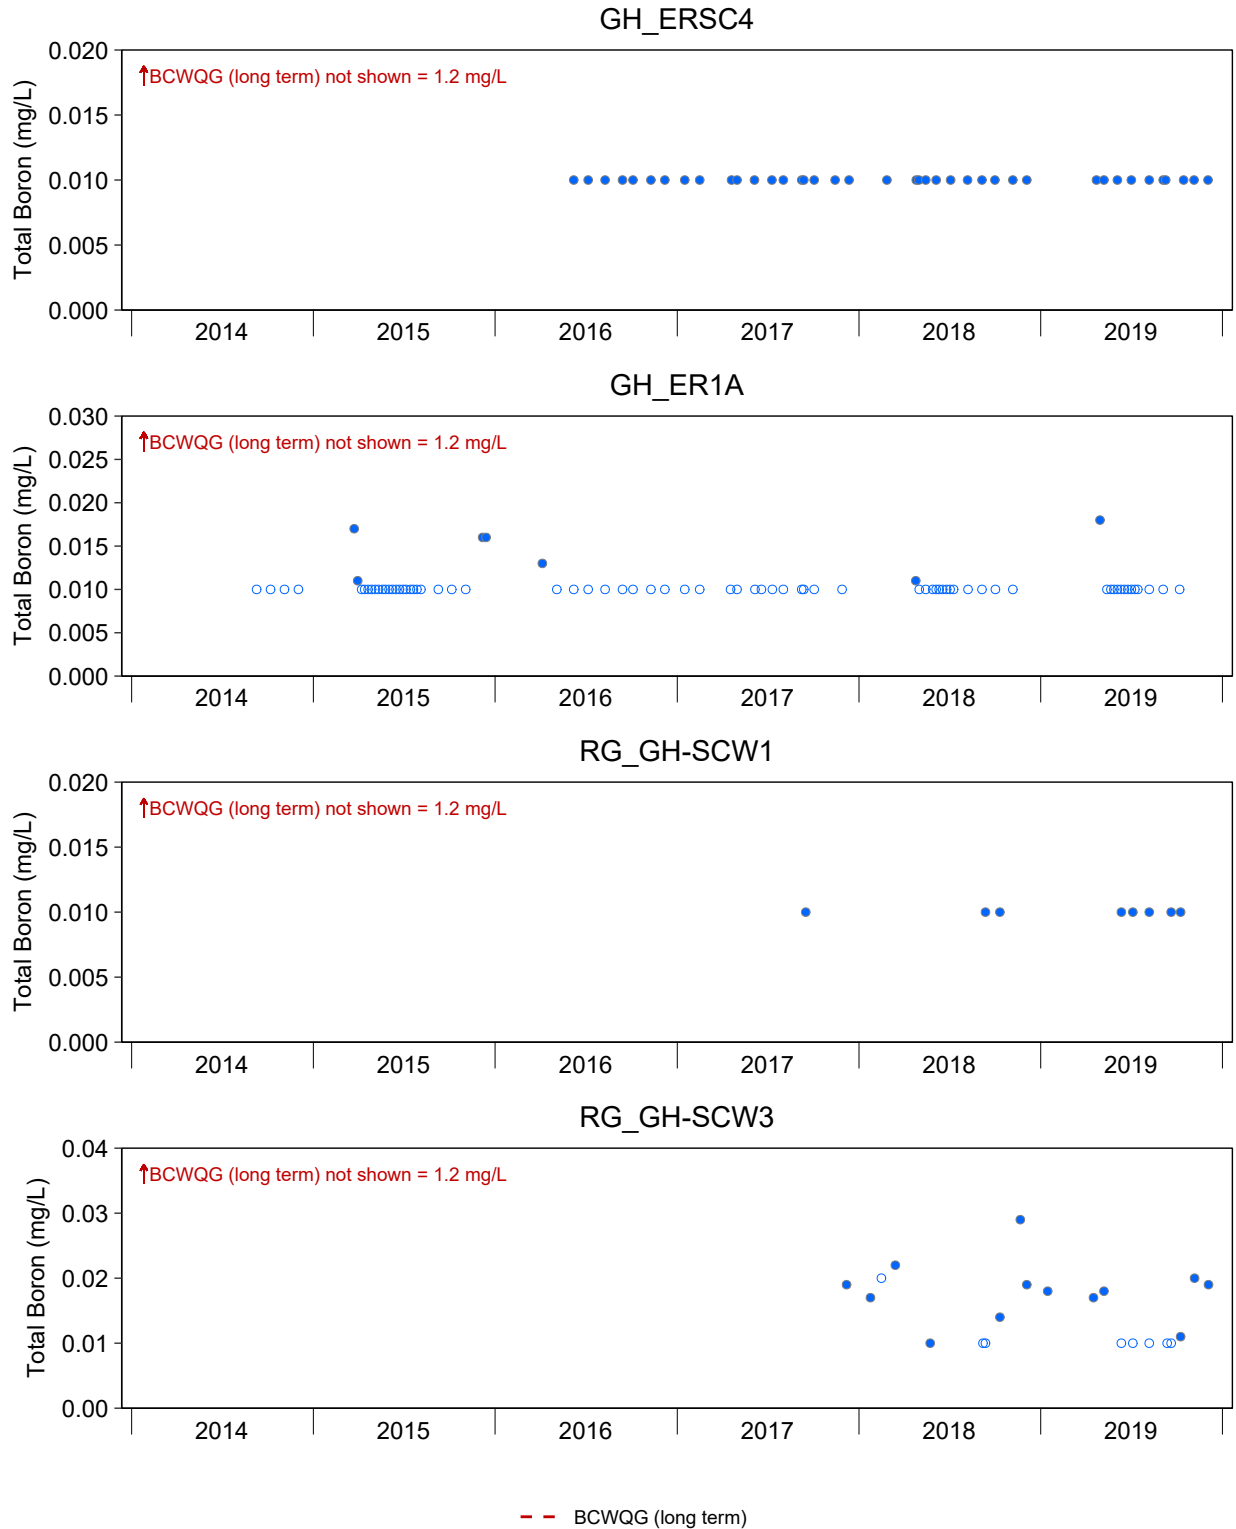 GH_ERSC4
0.020
0.015
0.010
0.005
0.000
Total Boron (mg/L)
BCWQG (long term) not shown = 1.2 mg/L
2014 2015 2016 2017 2018 2019
GH_ER1A
0.030
0.025
0.020
0.015
0.010
0.005
0.000
Total Boron (mg/L)
BCWQG (long term) not shown = 1.2 mg/L
2014 2015 2016 2017 2018 2019
RG_GH-SCW1
0.020
0.015
0.010
0.005
0.000
Total Boron (mg/L)
BCWQG (long term) not shown = 1.2 mg/L
2014 2015 2016 2017 2018 2019
RG_GH-SCW3
0.04
0.03
0.02
0.01
0.00
Total Boron (mg/L)
BCWQG (long term) not shown = 1.2 mg/L
2014 2015 2016 2017 2018 2019
BCWQG (long term)